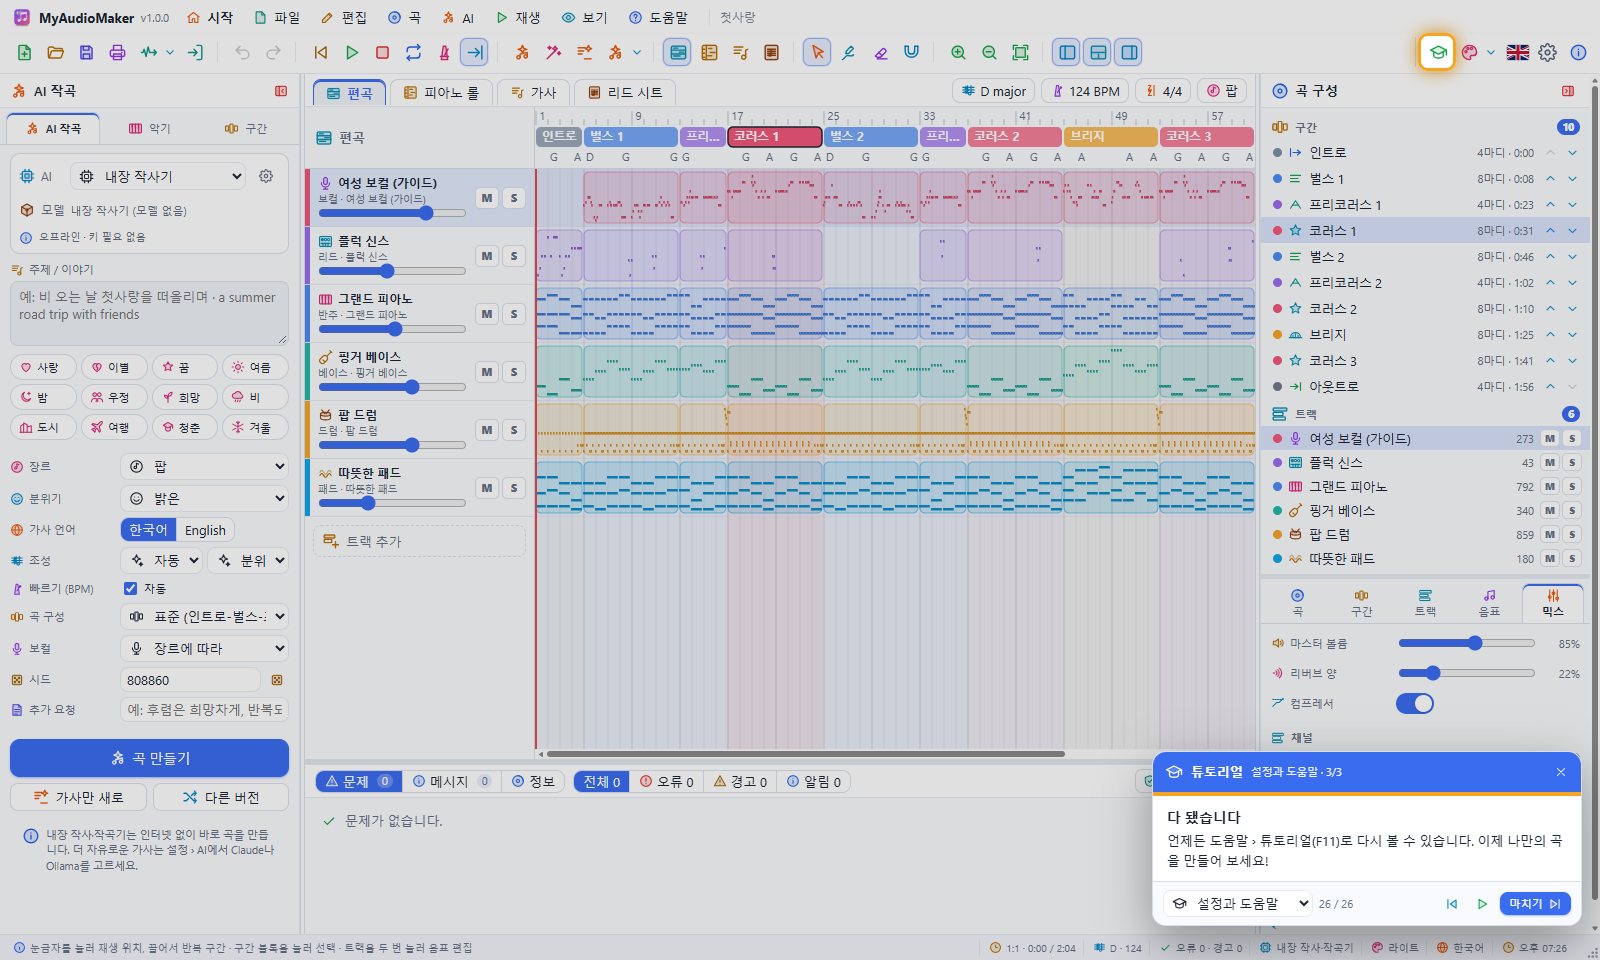 MyAudioMaker v1.0.0 시작 파일 편집 곡 AI 재생 보기 도움말 첫사랑
AI 작곡
AI 작곡 악기 구간
AI 내장 작사기
모델 내장 작사기 (모델 없음)
오프라인 · 키 필요 없음
주제 / 이야기
예: 비 오는 날 첫사랑을 떠올리며 · a summer
road trip with friends
사랑 이별 꿈 여름
밤 우정 희망 비
도시 여행 청춘 겨울
장르 팝
분위기 밝은
가사 언어 한국어 English
조성 자동 분위
빠르기 (BPM) 자동
곡 구성 표준 (인트로-벌스-
보컬 장르에 따라
시드 808860
추가 요청 예: 후렴은 희망차게, 반복도
곡 만들기
가사만 새로 다른 버전
내장 작사·작곡기는 인터넷 없이 바로 곡을 만듭
니다. 더 자유로운 가사는 설정 › AI에서 Claude나
Ollama를 고르세요.
편곡 피아노 롤 가사 리드 시트 D major 124 BPM 4/4 팝
편곡
1 9 17 25 33 41 49 57
인트로 벌스 1 프리... 코러스 1 벌스 2 프리... 코러스 2 브리지 코러스 3
G A D G G G G A G A D G G G G A G A A A G A G A
여성 보컬 (가이드) M S
보컬 · 여성 보컬 (가이드)
플럭 신스 M S
리드 · 플럭 신스
그랜드 피아노 M S
반주 · 그랜드 피아노
핑거 베이스 M S
베이스 · 핑거 베이스
팝 드럼 M S
드럼 · 팝 드럼
따뜻한 패드 M S
패드 · 따뜻한 패드
트랙 추가
문제 0 메시지 0 정보 전체 0 오류 0 경고 0 알림 0
문제가 없습니다.
곡 구성
구간 10
인트로 4마디 · 0:00
벌스 1 8마디 · 0:08
프리코러스 1 4마디 · 0:23
코러스 1 8마디 · 0:31
벌스 2 8마디 · 0:46
프리코러스 2 4마디 · 1:02
코러스 2 8마디 · 1:10
브리지 8마디 · 1:25
코러스 3 8마디 · 1:41
아웃트로 4마디 · 1:56
트랙 6
여성 보컬 (가이드) 273 M S
플럭 신스 43 M S
그랜드 피아노 792 M S
핑거 베이스 340 M S
팝 드럼 859 M S
따뜻한 패드 180 M S
곡 구간 트랙 음표 믹스
마스터 볼륨 85%
리버브 양 22%
컴프레서
채널
튜토리얼 설정과 도움말 · 3/3
다 됐습니다
언제든 도움말 › 튜토리얼(F11)로 다시 볼 수 있습니다. 이제 나만의 곡
을 만들어 보세요!
설정과 도움말 26 / 26 마치기
눈금자를 눌러 재생 위치, 끌어서 반복 구간 · 구간 블록을 눌러 선택 · 트랙을 두 번 눌러 음표 편집 1:1 · 0:00 / 2:04 D · 124 오류 0 · 경고 0 내장 작사·작곡기 라이트 한국어 오후 07:26